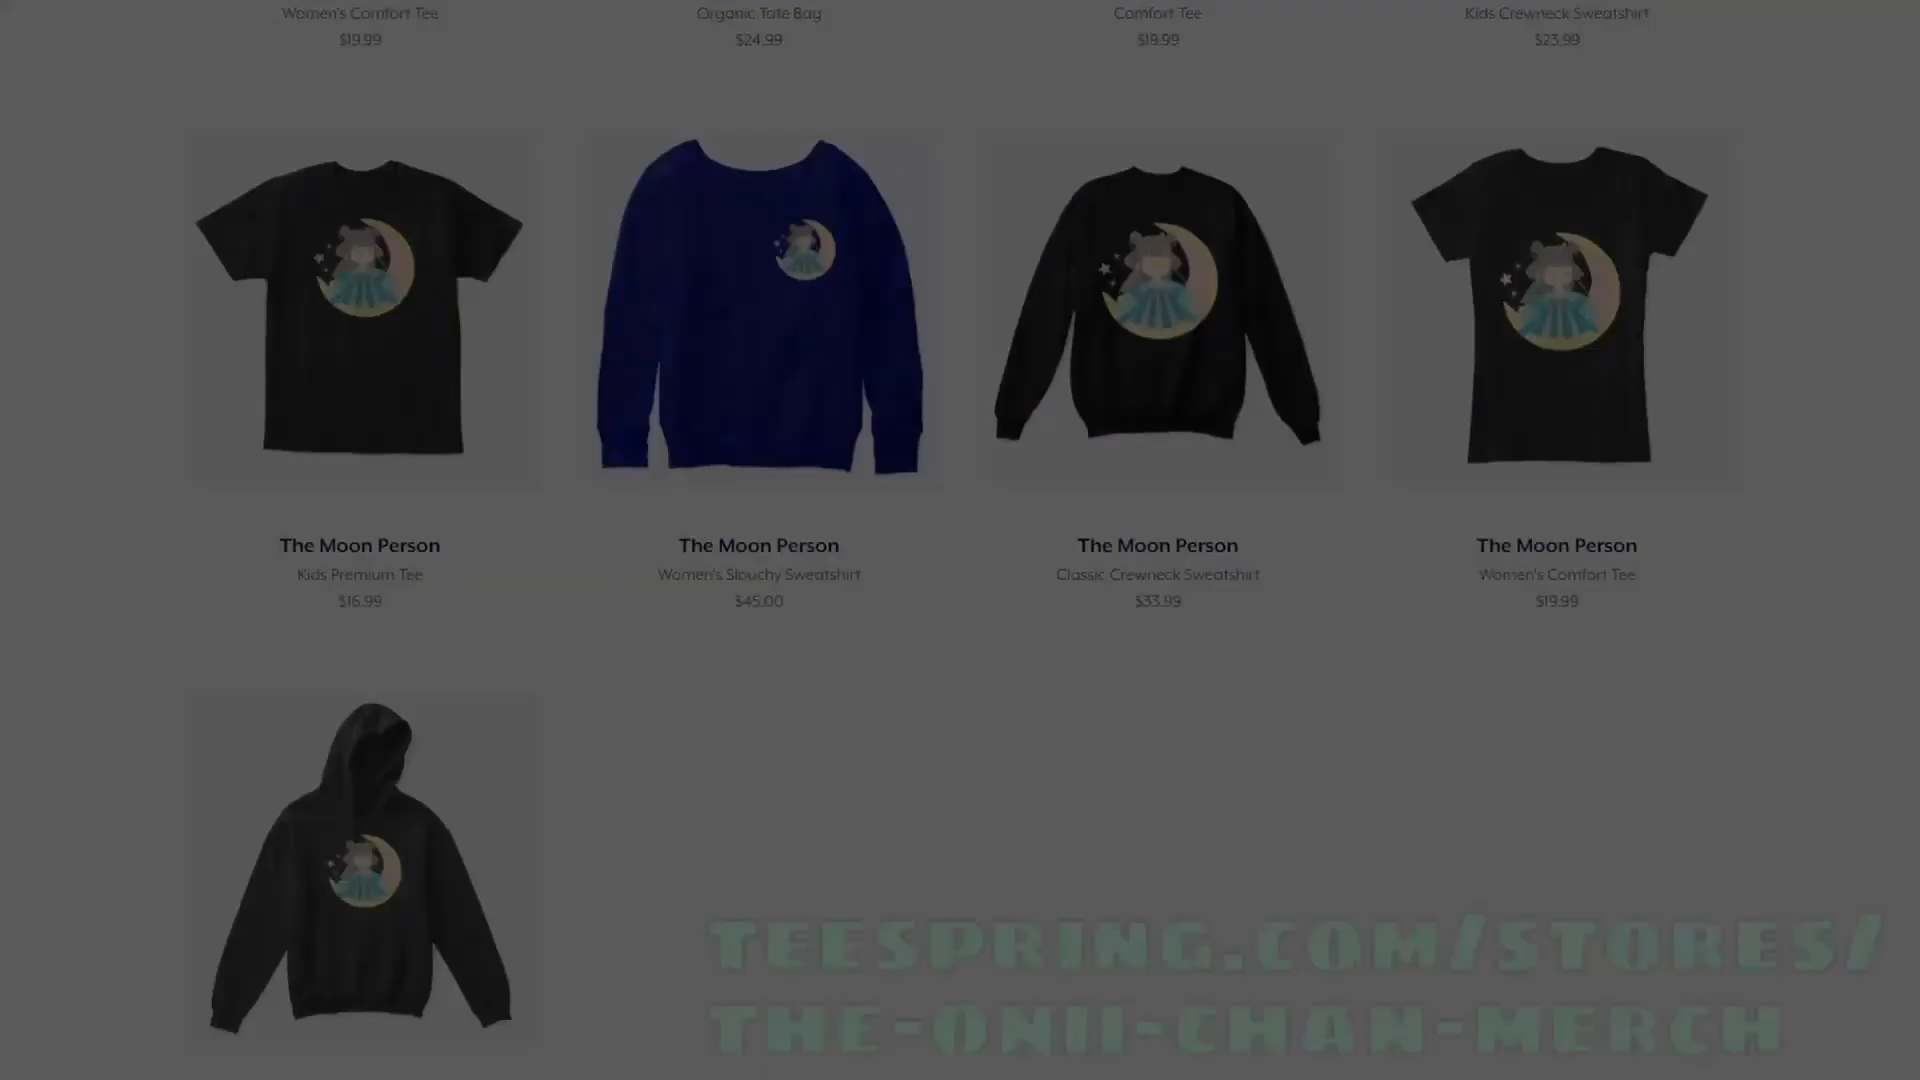 Women's Comfort Tee
$19.99
Organic Tote Bag
$24.99
Comfort Tee
$19.99
Kids Crewneck Sweatshirt
$23.99
The Moon Person
Kids Premium Tee
$16.99
The Moon Person
Women's Slouchy Sweatshirt
$45.00
The Moon Person
Classic Crewneck Sweatshirt
$33.99
The Moon Person
Women's Comfort Tee
$19.99
TEESPRING.COM/STORES/
THE-ONII-CHAN-MERCH